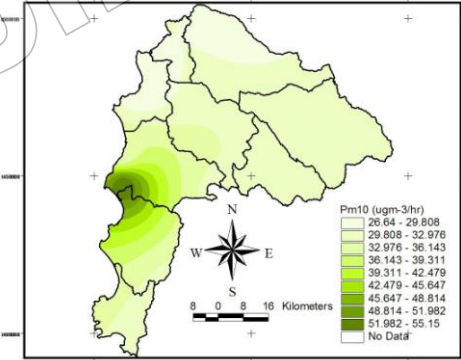 N
W E
S
8 0 8 16 Kilometers
Pm10 (ugm-3/hr)
26.64 - 29.808
29.808 - 32.976
32.976 - 36.143
36.143 - 39.311
39.311 - 42.479
42.479 - 45.647
45.647 - 48.814
48.814 - 51.982
51.982 - 55.15
No Data